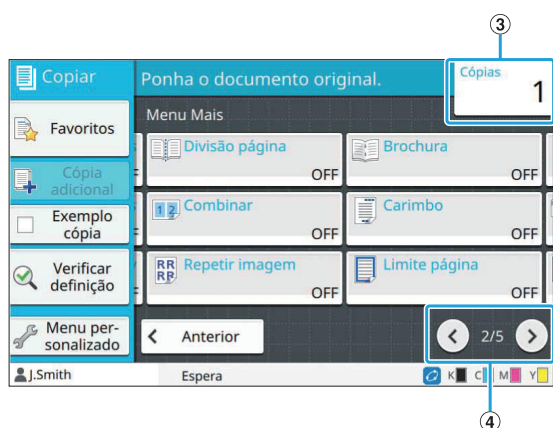 ③
Copiar
Ponha o documento original.
Cópias
1
Favoritos
Menu Mais
Divisão página
OFF
Brochura
OFF
Cópia
adicional
Combinar
OFF
Carimbo
OFF
Exemplo
cópia
Verificar
definição
Repetir imagem
OFF
Limite página
OFF
Menu per-
sonalizado
Anterior
2/5
J.Smith
Espera
K C M Y
④